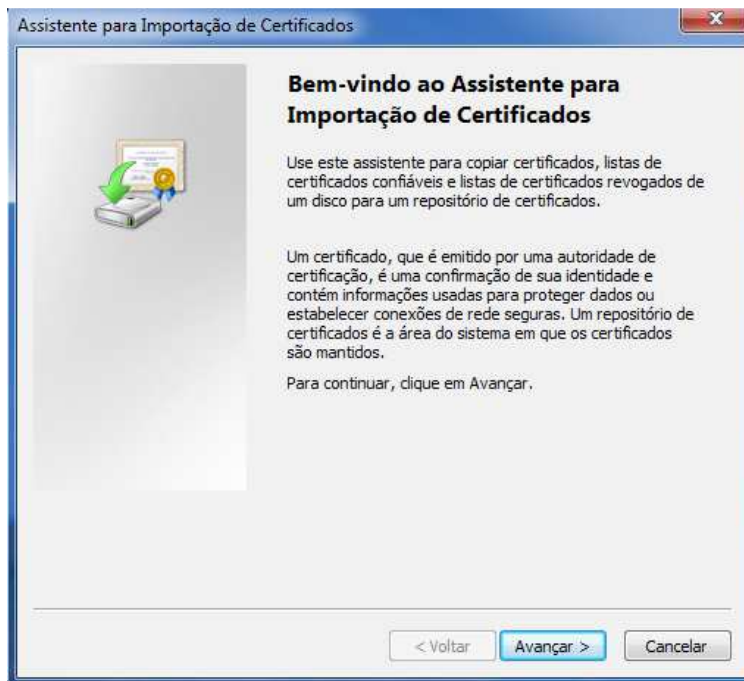 Assistente para Importação de Certificados
Bem-vindo ao Assistente para
Importação de Certificados
Use este assistente para copiar certificados, listas de
certificados confiáveis e listas de certificados revogados de
um disco para um repositório de certificados.
Um certificado, que é emitido por uma autoridade de
certificação, é uma confirmação de sua identidade e
contém informações usadas para proteger dados ou
estabelecer conexões de rede seguras. Um repositório de
certificados é a área do sistema em que os certificados
são mantidos.
Para continuar, clique em Avançar.
< Voltar Avançar > Cancelar